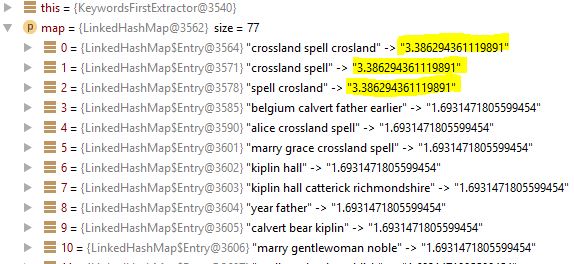 this = {KeywordsFirstExtractor@3540}
p map = {LinkedHashMap@3562} size = 77
0 = {LinkedHashMap$Entry@3564} "crossland spell crosland" -> "3.386294361119891"
1 = {LinkedHashMap$Entry@3571} "crossland spell" -> "3.386294361119891"
2 = {LinkedHashMap$Entry@3578} "spell crosland" -> "3.386294361119891"
3 = {LinkedHashMap$Entry@3585} "belgium calvert father earlier" -> "1.6931471805599454"
4 = {LinkedHashMap$Entry@3590} "alice crossland spell" -> "1.6931471805599454"
5 = {LinkedHashMap$Entry@3601} "marry grace crossland spell" -> "1.6931471805599454"
6 = {LinkedHashMap$Entry@3602} "kiplin hall" -> "1.6931471805599454"
7 = {LinkedHashMap$Entry@3603} "kiplin hall catterick richmondshire" -> "1.6931471805599454"
8 = {LinkedHashMap$Entry@3604} "year father" -> "1.6931471805599454"
9 = {LinkedHashMap$Entry@3605} "calvert bear kiplin" -> "1.6931471805599454"
10 = {LinkedHashMap$Entry@3606} "marry gentlewoman noble" -> "1.6931471805599454"